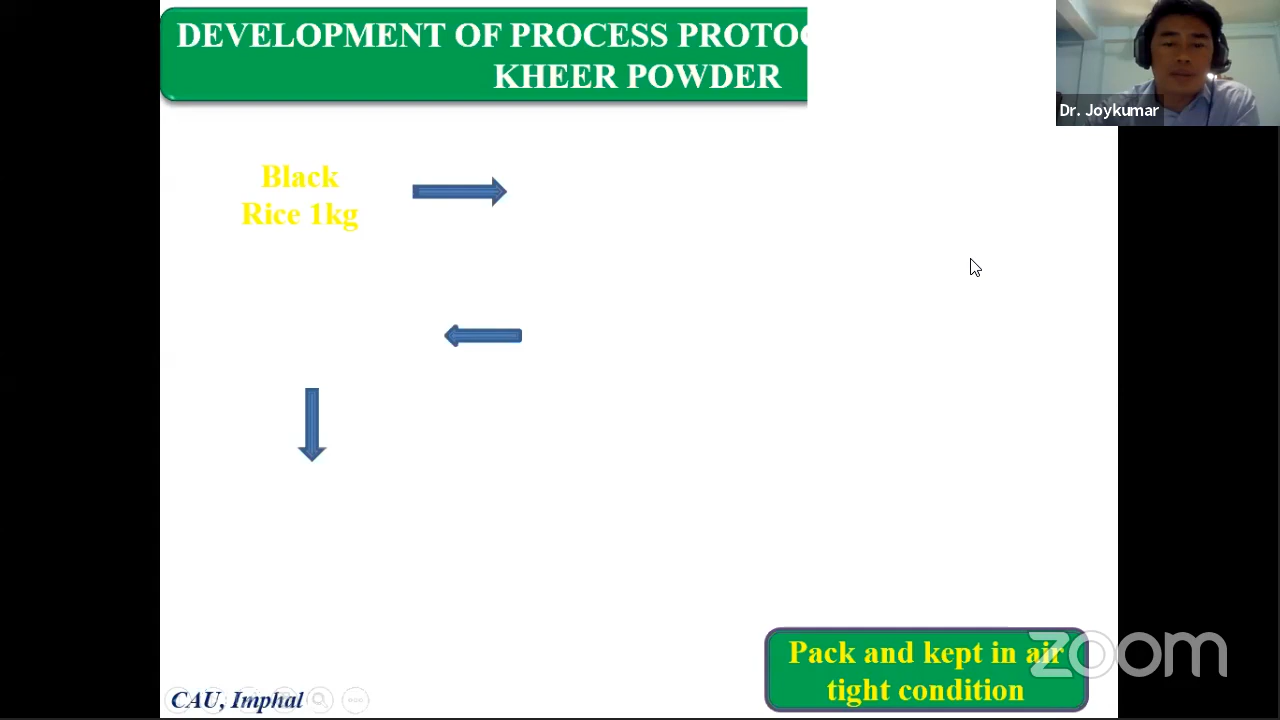 DEVELOPMENT OF PROCESS
KHEER POWDER
Dr. Joykumar
Black
Rice 1kg
Pack and kept in air
tight condition
zoom
CAU, Imphal